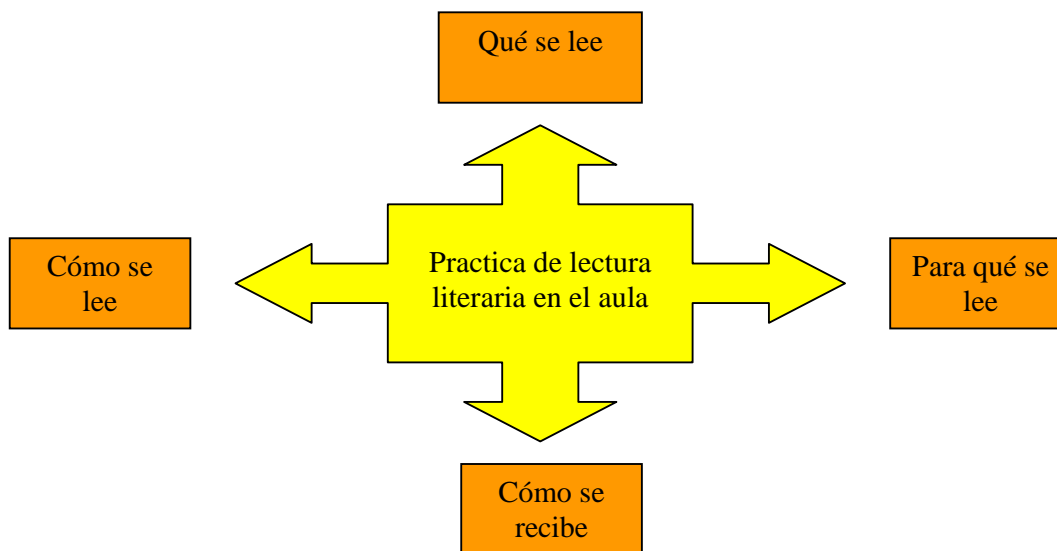 Qué se lee
Cómo se
lee
Practica de lectura
literaria en el aula
Para qué se
lee
Cómo se
recibe